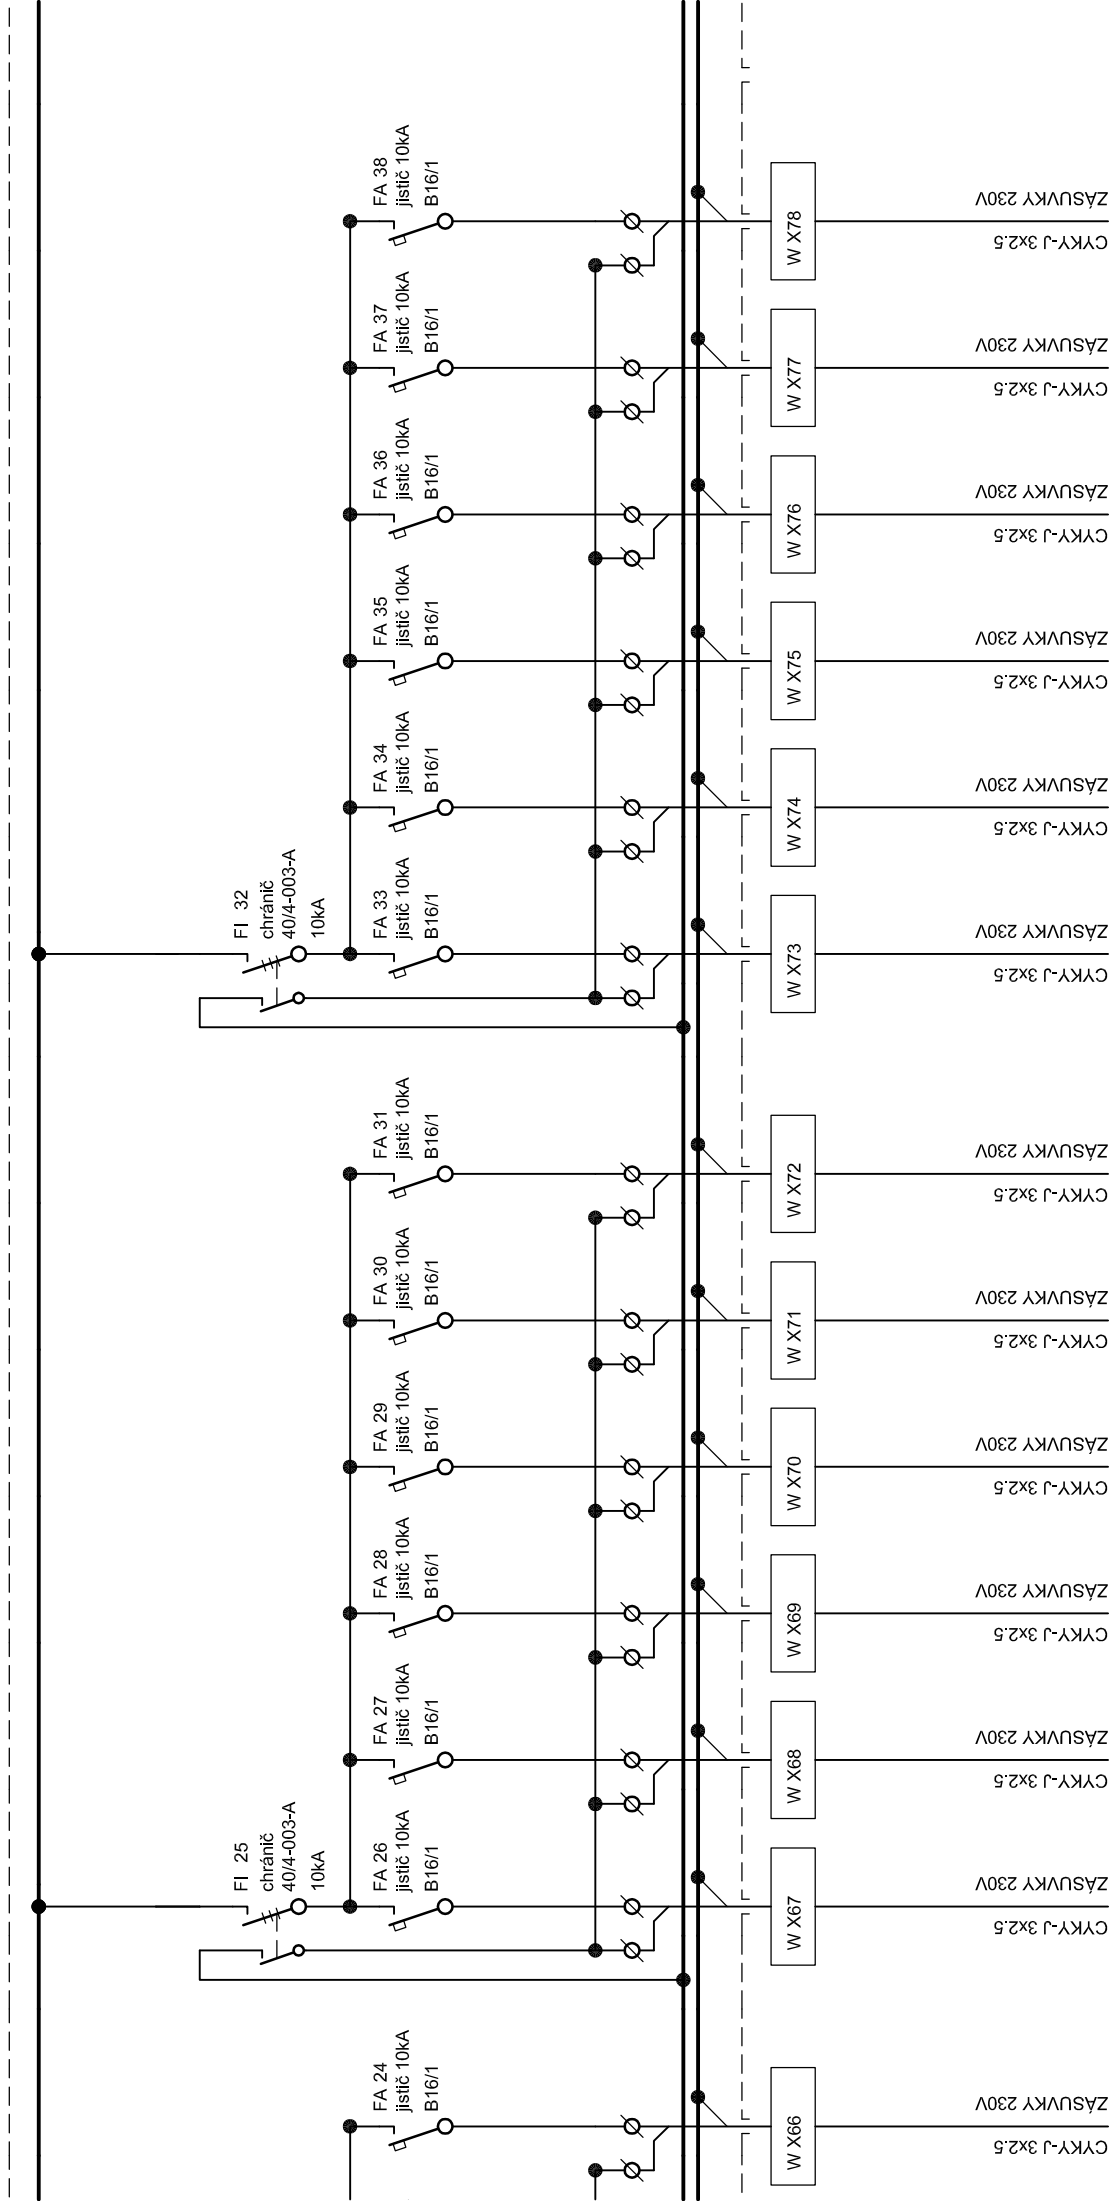 FA 38
jistič 10kA
B16/1
W X78
ZÁSUVKY 230V
CYKY-J 3x2.5
FA 37
jistič 10kA
B16/1
W X77
ZÁSUVKY 230V
CYKY-J 3x2.5
FA 36
jistič 10kA
B16/1
W X76
ZÁSUVKY 230V
CYKY-J 3x2.5
FA 35
jistič 10kA
B16/1
W X75
ZÁSUVKY 230V
CYKY-J 3x2.5
FA 34
jistič 10kA
B16/1
W X74
ZÁSUVKY 230V
CYKY-J 3x2.5
FI 32
chránič
40/4-003-A
10kA
FA 33
jistič 10kA
B16/1
W X73
ZÁSUVKY 230V
CYKY-J 3x2.5
FA 31
jistič 10kA
B16/1
W X72
ZÁSUVKY 230V
CYKY-J 3x2.5
FA 30
jistič 10kA
B16/1
W X71
ZÁSUVKY 230V
CYKY-J 3x2.5
FA 29
jistič 10kA
B16/1
W X70
ZÁSUVKY 230V
CYKY-J 3x2.5
FA 28
jistič 10kA
B16/1
W X69
ZÁSUVKY 230V
CYKY-J 3x2.5
FA 27
jistič 10kA
B16/1
W X68
ZÁSUVKY 230V
CYKY-J 3x2.5
FI 25
chránič
40/4-003-A
10kA
FA 26
jistič 10kA
B16/1
W X67
ZÁSUVKY 230V
CYKY-J 3x2.5
FA 24
jistič 10kA
B16/1
W X66
ZÁSUVKY 230V
CYKY-J 3x2.5